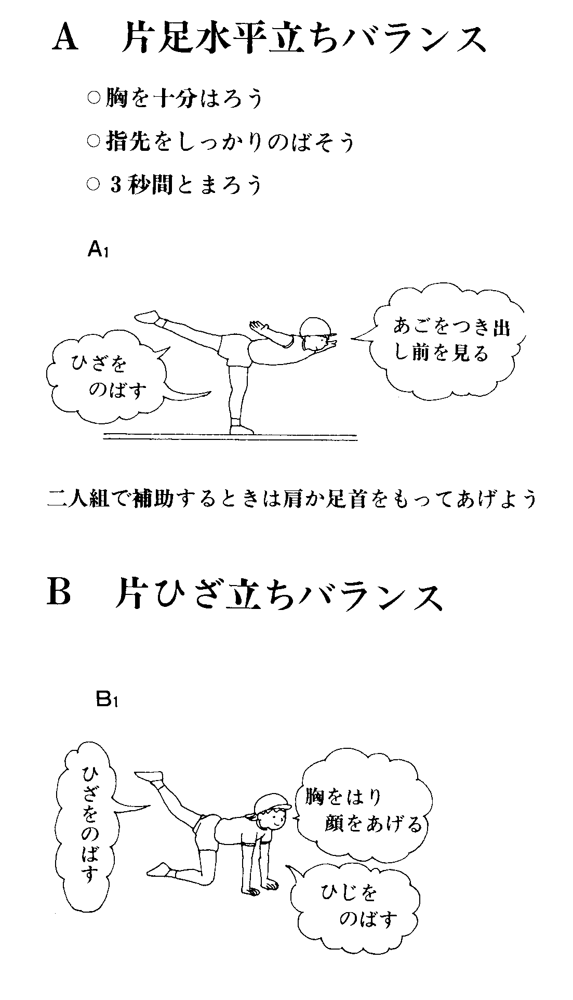 A 片足水平立ちバランス
○胸を十分はろう
○指先をしっかりのばそう
○3秒間とまろう
A1
あごをつき出
し前を見る
ひざを
のばす
二人組で補助するときは肩か足首をもってあげよう
B 片ひざ立ちバランス
B1
ひざをのばす
胸をはり
顔をあげる
ひじを
のばす